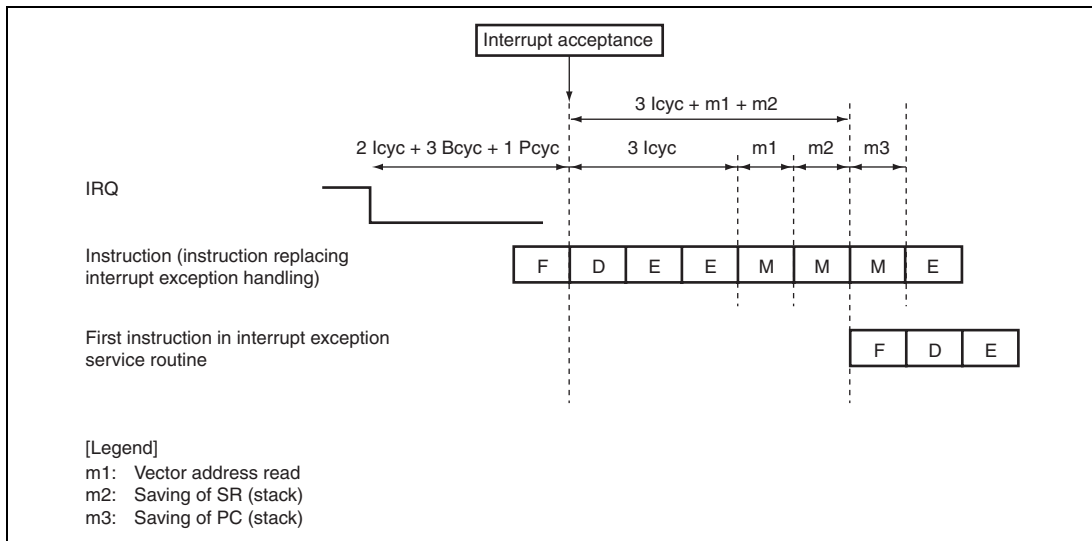 Interrupt acceptance
3 Icyc + m1 + m2
2 Icyc + 3 Bcyc + 1 Pcyc
3 Icyc
m1
m2
m3
IRQ
Instruction (instruction replacing
interrupt exception handling)
F D E E M M M E
First instruction in interrupt exception
service routine
F D E
[Legend]
m1: Vector address read
m2: Saving of SR (stack)
m3: Saving of PC (stack)